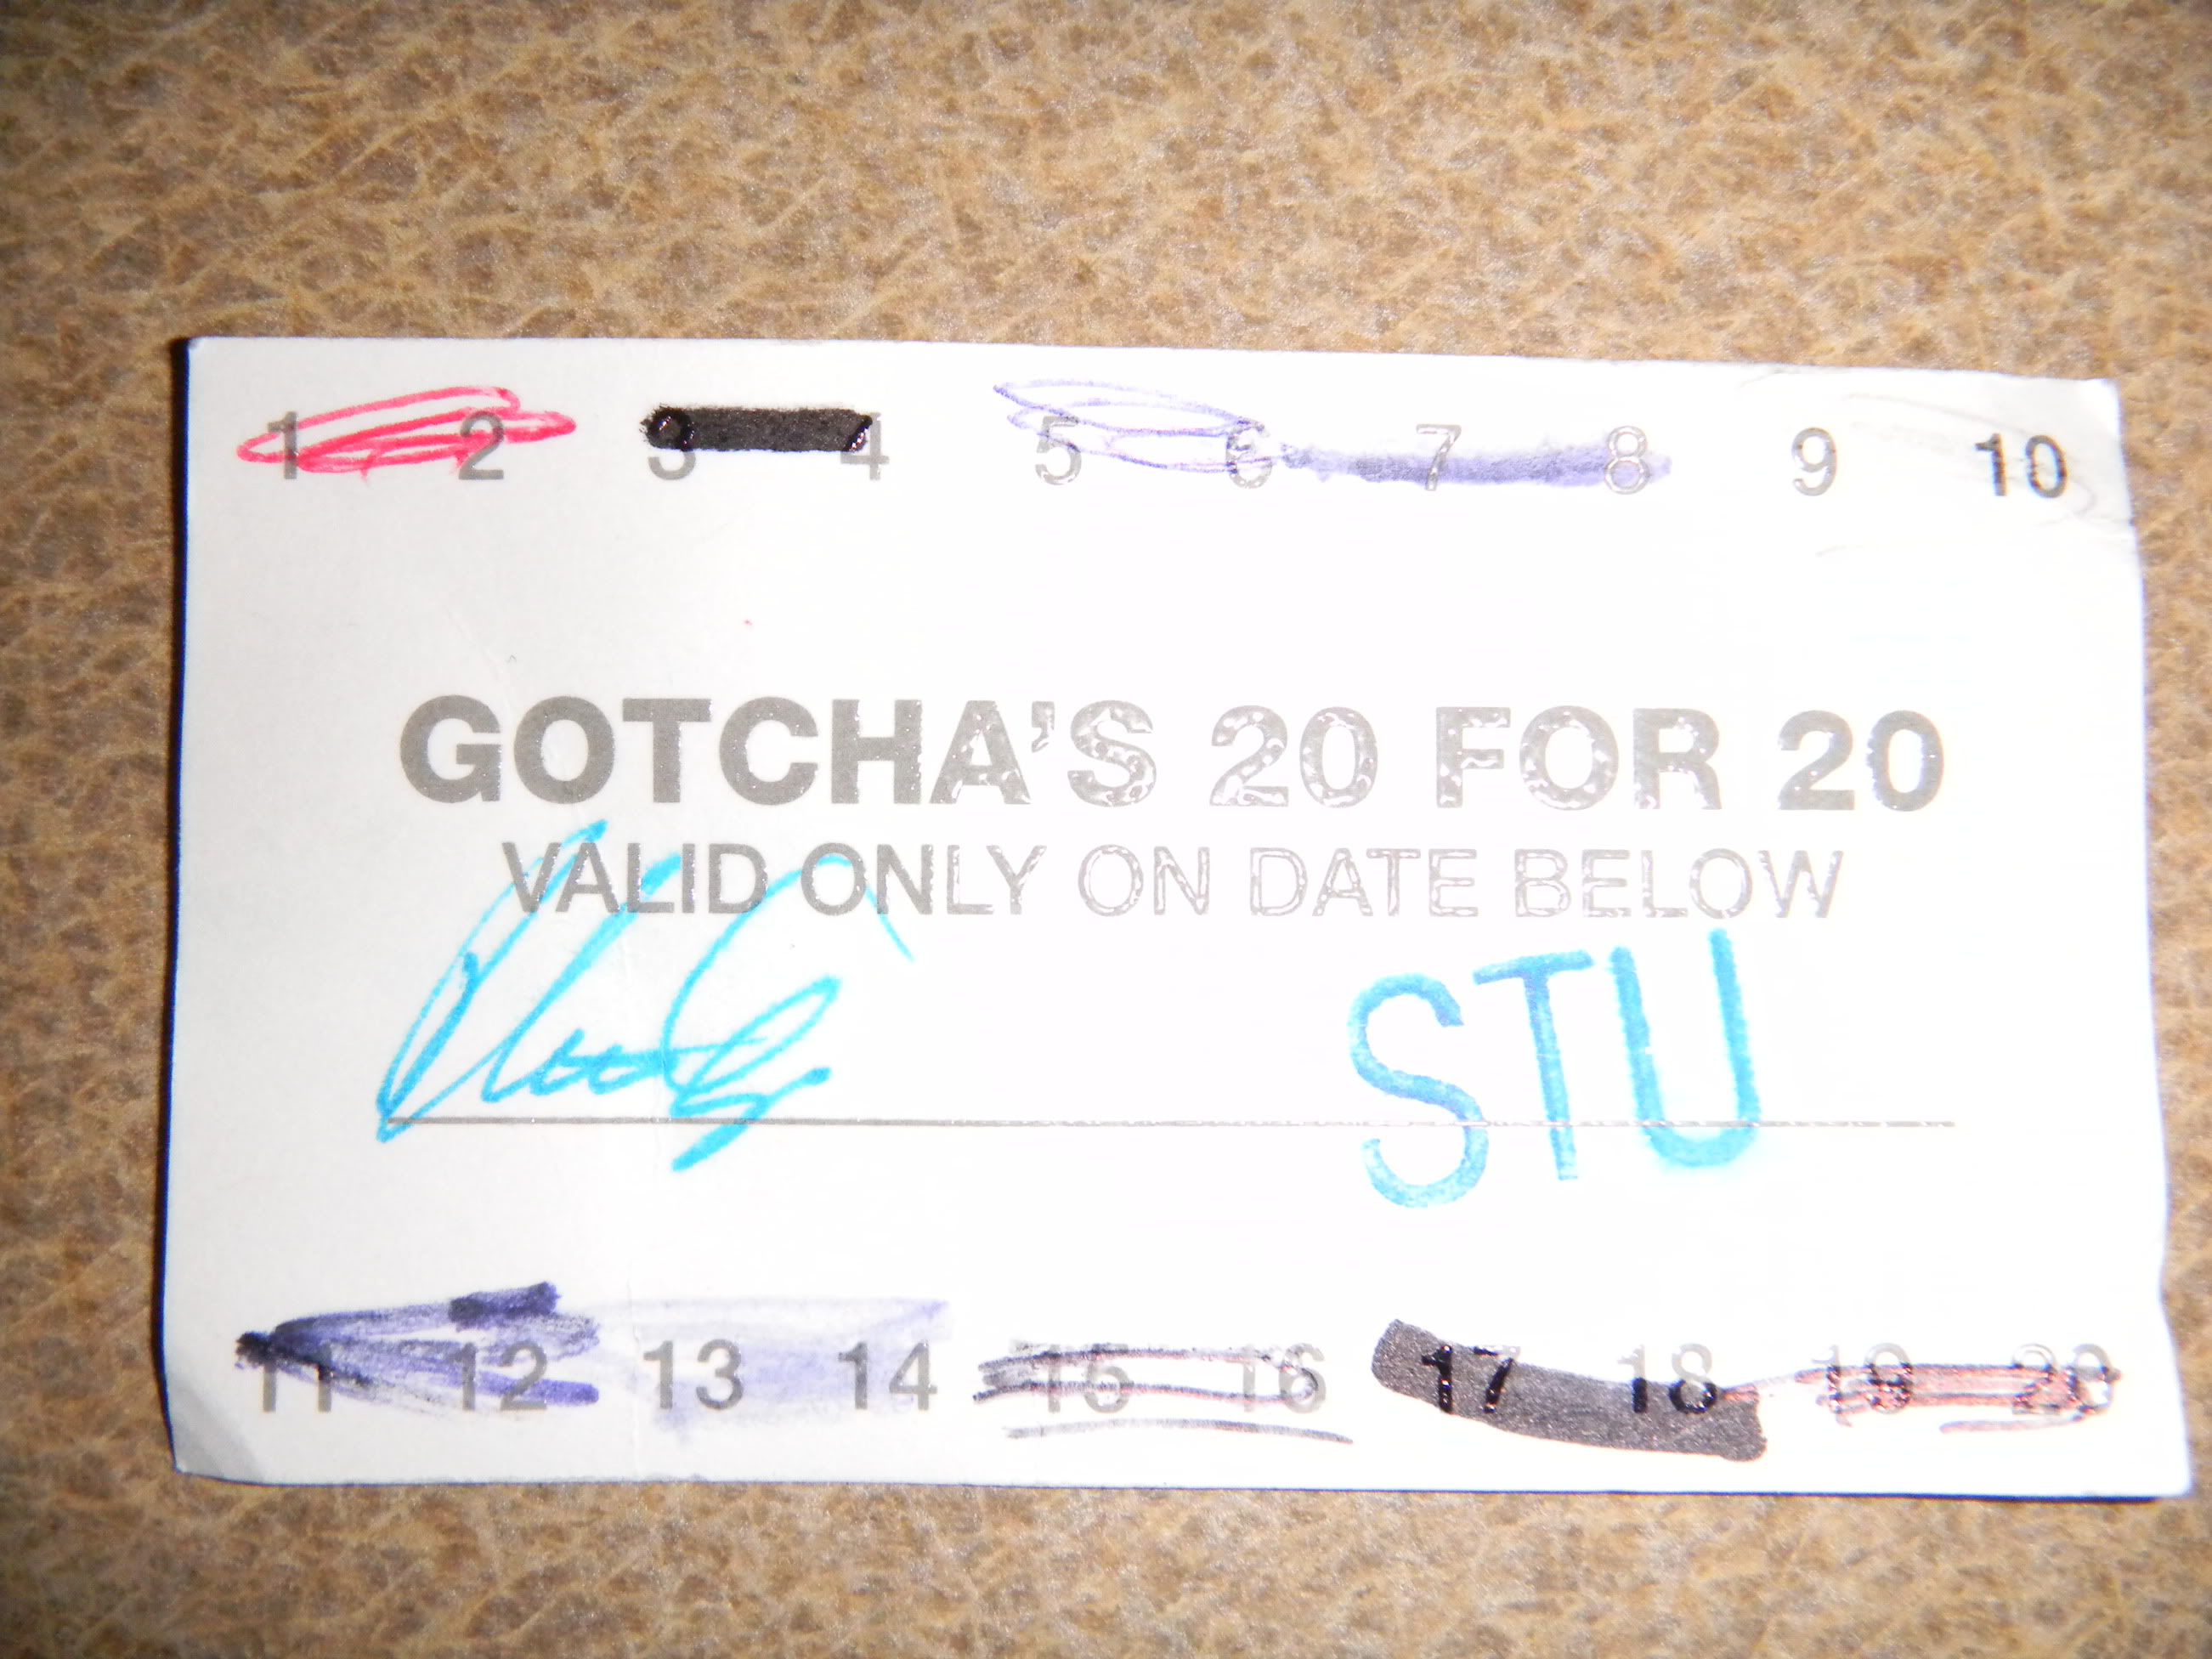 1 2 3 4 5 6 7 8 9 10
GOTCHA'S 20 FOR 20
VALID ONLY ON DATE BELOW
STU
11 12 13 14 15 16 17 18 19 20